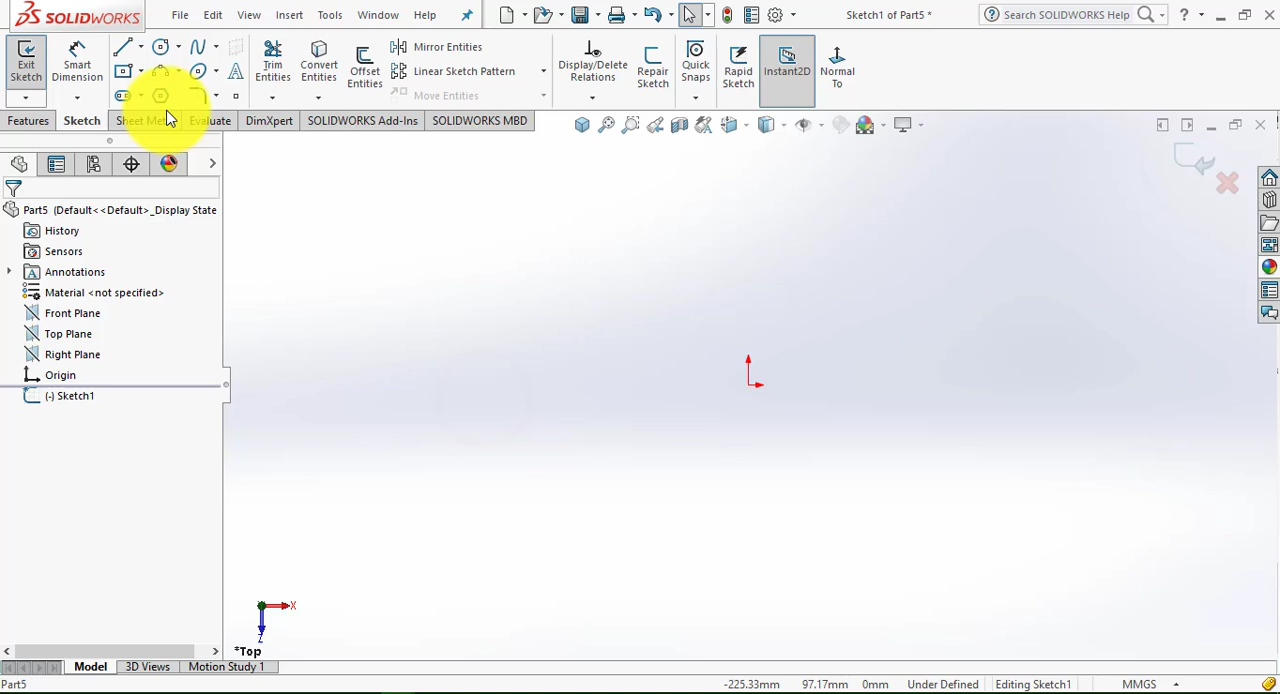 SOLIDWORKS
File Edit View Insert Tools Window Help
Sketch1 of Part5 *
Search SOLIDWORKS Help
?
Exit Sketch
Smart Dimension
Trim Entities
Convert Entities
Offset Entities
Mirror Entities
Linear Sketch Pattern
Move Entities
Display/Delete Relations
Repair Sketch
Quick Snaps
Rapid Sketch
Instant2D
Normal To
Features Sketch Sheet Met Evaluate DimXpert SOLIDWORKS Add-Ins SOLIDWORKS MBD
Part5 (Default<<Default>_Display State
History
Sensors
Annotations
Material <not specified>
Front Plane
Top Plane
Right Plane
Origin
(-) Sketch1
X
Z
*Top
Model 3D Views Motion Study 1
Part5
-225.33mm 97.17mm 0mm Under Defined Editing Sketch1 MMGS